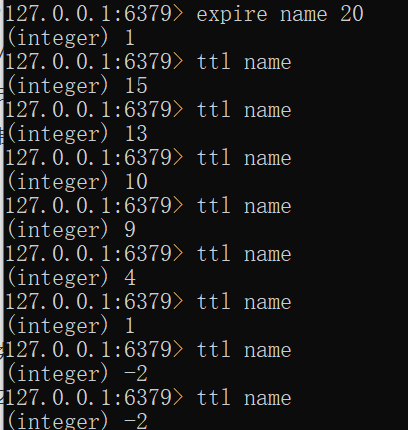 127.0.0.1:6379> expire name 20
(integer) 1
127.0.0.1:6379> ttl name
(integer) 15
127.0.0.1:6379> ttl name
(integer) 13
127.0.0.1:6379> ttl name
(integer) 10
127.0.0.1:6379> ttl name
(integer) 9
127.0.0.1:6379> ttl name
(integer) 4
127.0.0.1:6379> ttl name
(integer) 1
127.0.0.1:6379> ttl name
(integer) -2
127.0.0.1:6379> ttl name
(integer) -2